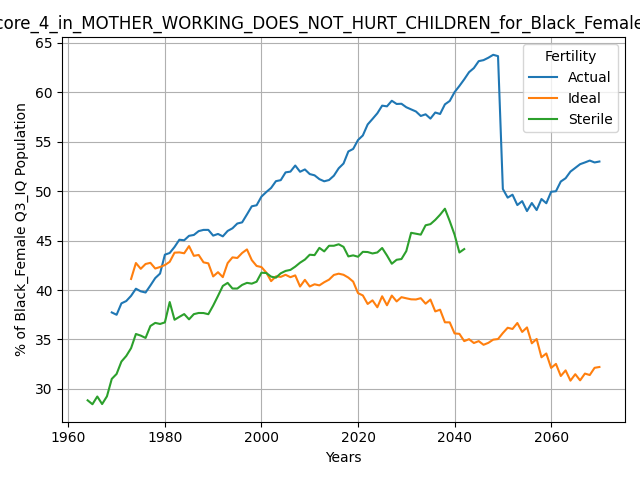 core_4_in_MOTHER_WORKING_DOES_NOT_HURT_CHILDREN_for_Black_Female
% of Black_Female Q3_IQ Population
65
60
55
50
45
40
35
30
Fertility
Actual
Ideal
Sterile
1960 1980 2000 2020 2040 2060
Years